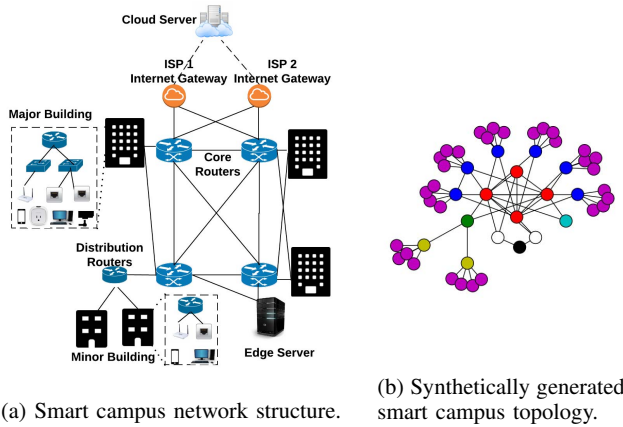 Cloud Server
ISP 1
Internet Gateway
ISP 2
Internet Gateway
Major Building
Core
Routers
Distribution
Routers
Minor Building
Edge Server
(a) Smart campus network structure.
(b) Synthetically generated
smart campus topology.